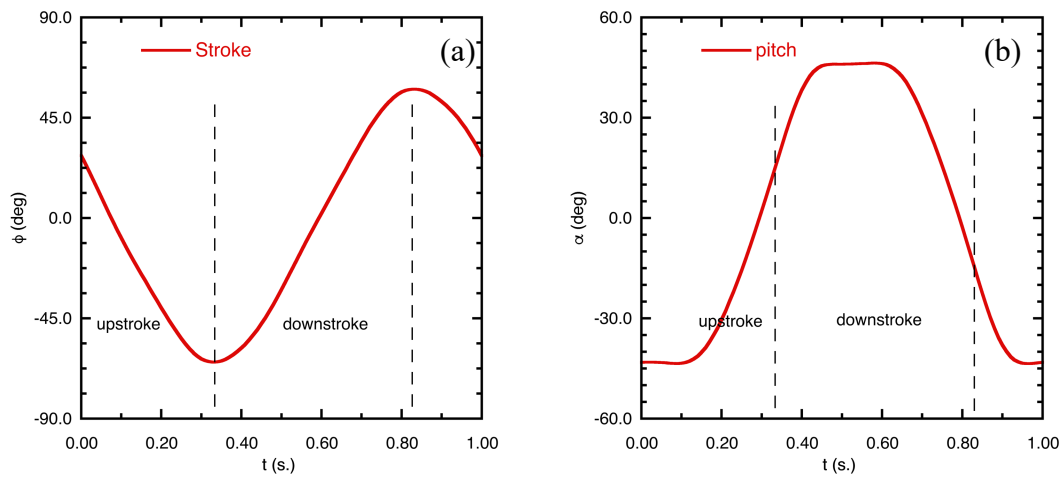 90.0
45.0
0.0
-45.0
-90.0
ϕ (deg)
Stroke
(a)
upstroke
downstroke
0.00 0.20 0.40 0.60 0.80 1.00
t (s.)
60.0
30.0
0.0
-30.0
-60.0
α (deg)
pitch
(b)
upstroke
downstroke
0.00 0.20 0.40 0.60 0.80 1.00
t (s.)